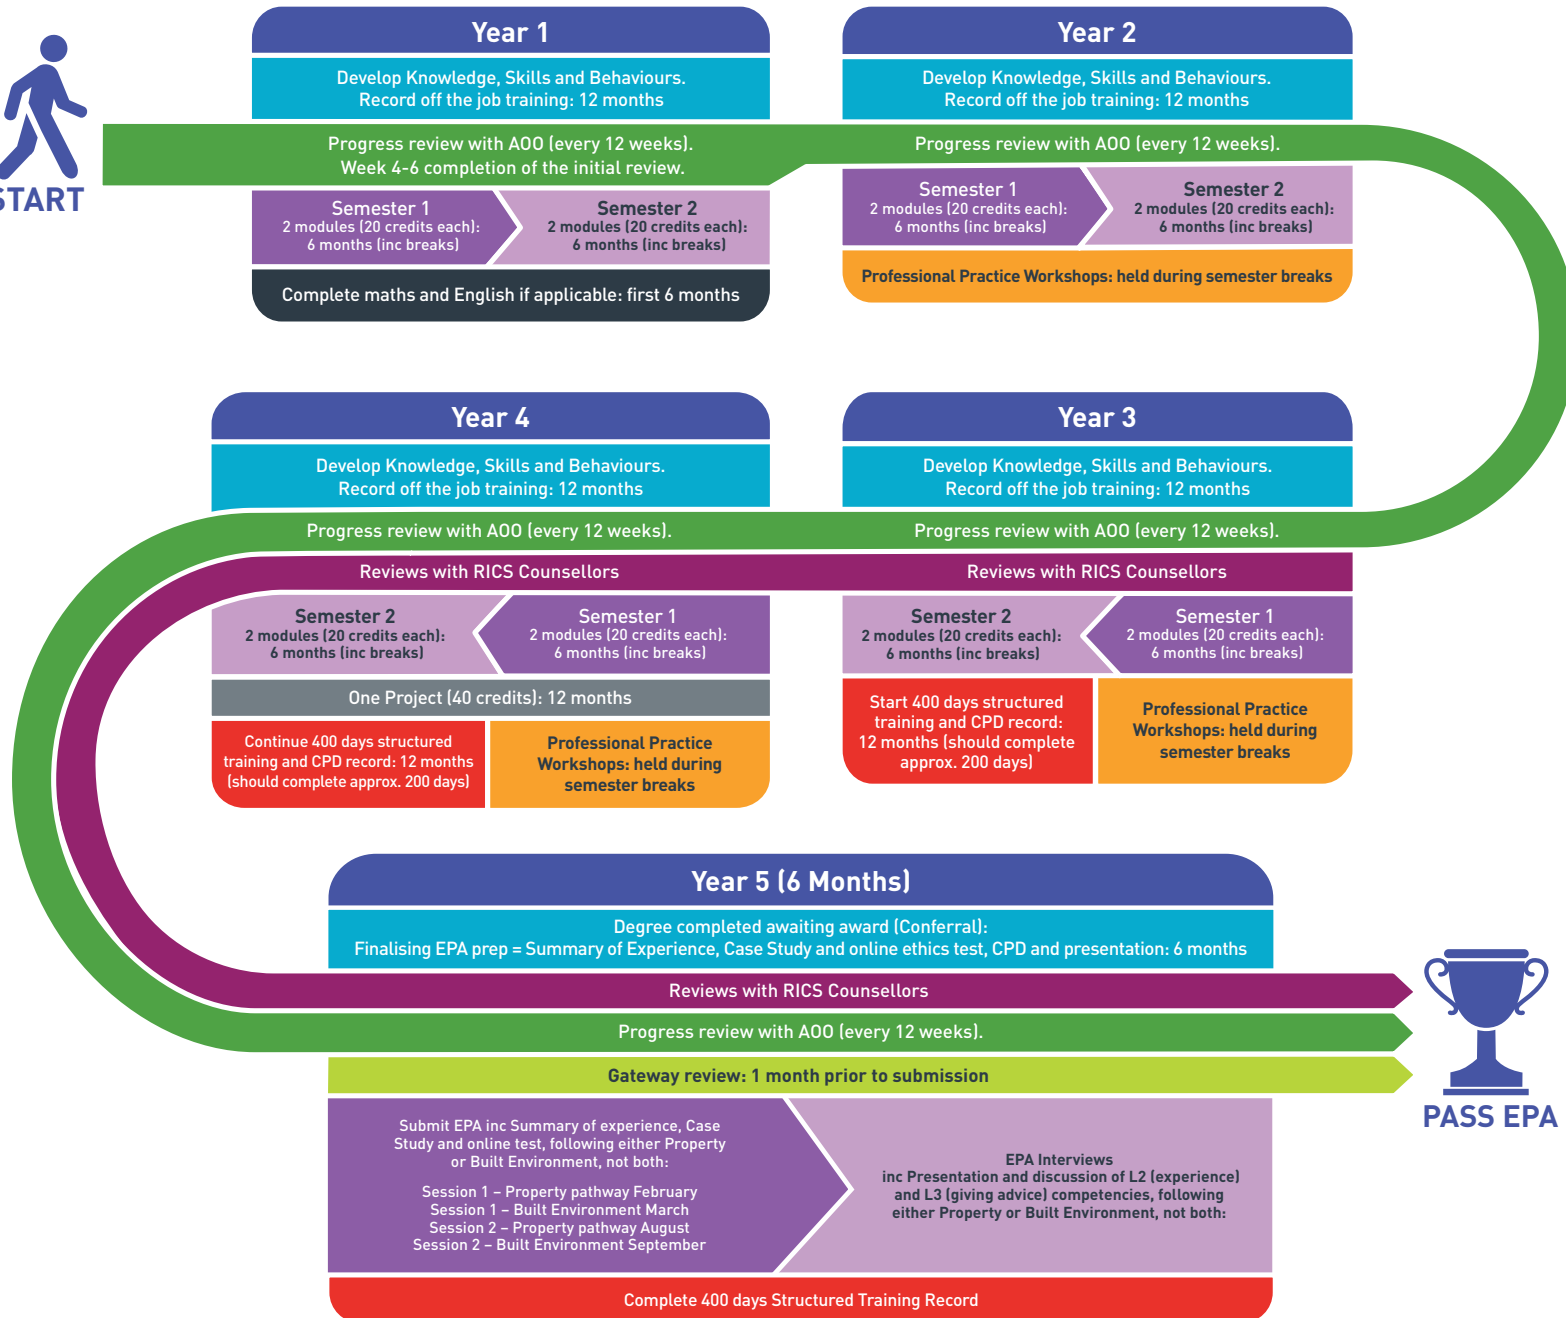 START
Year 1
Develop Knowledge, Skills and Behaviours.
Record off the job training: 12 months
Progress review with AOO (every 12 weeks).
Week 4-6 completion of the initial review.
Semester 1
2 modules (20 credits each):
6 months (inc breaks)
Semester 2
2 modules (20 credits each):
6 months (inc breaks)
Complete maths and English if applicable: first 6 months
Year 2
Develop Knowledge, Skills and Behaviours.
Record off the job training: 12 months
Progress review with AOO (every 12 weeks).
Semester 1
2 modules (20 credits each):
6 months (inc breaks)
Semester 2
2 modules (20 credits each):
6 months (inc breaks)
Professional Practice Workshops: held during semester breaks
Year 3
Develop Knowledge, Skills and Behaviours.
Record off the job training: 12 months
Progress review with AOO (every 12 weeks).
Reviews with RICS Counsellors
Semester 1
2 modules (20 credits each):
6 months (inc breaks)
Semester 2
2 modules (20 credits each):
6 months (inc breaks)
Start 400 days structured
training and CPD record:
12 months (should complete
approx. 200 days)
Professional Practice
Workshops: held during
semester breaks
Year 4
Develop Knowledge, Skills and Behaviours.
Record off the job training: 12 months
Progress review with AOO (every 12 weeks).
Reviews with RICS Counsellors
Semester 1
2 modules (20 credits each):
6 months (inc breaks)
Semester 2
2 modules (20 credits each):
6 months (inc breaks)
One Project (40 credits): 12 months
Continue 400 days structured
training and CPD record: 12 months
(should complete approx. 200 days)
Professional Practice
Workshops: held during
semester breaks
Year 5 (6 Months)
Degree completed awaiting award (Conferral):
Finalising EPA prep = Summary of Experience, Case Study and online ethics test, CPD and presentation: 6 months
Reviews with RICS Counsellors
Progress review with AOO (every 12 weeks).
Gateway review: 1 month prior to submission
Submit EPA inc Summary of experience, Case
Study and online test, following either Property
or Built Environment, not both:
Session 1 – Property pathway February
Session 1 – Built Environment March
Session 2 – Property pathway August
Session 2 – Built Environment September
EPA Interviews
inc Presentation and discussion of L2 (experience)
and L3 (giving advice) competencies, following
either Property or Built Environment, not both:
Complete 400 days Structured Training Record
PASS EPA